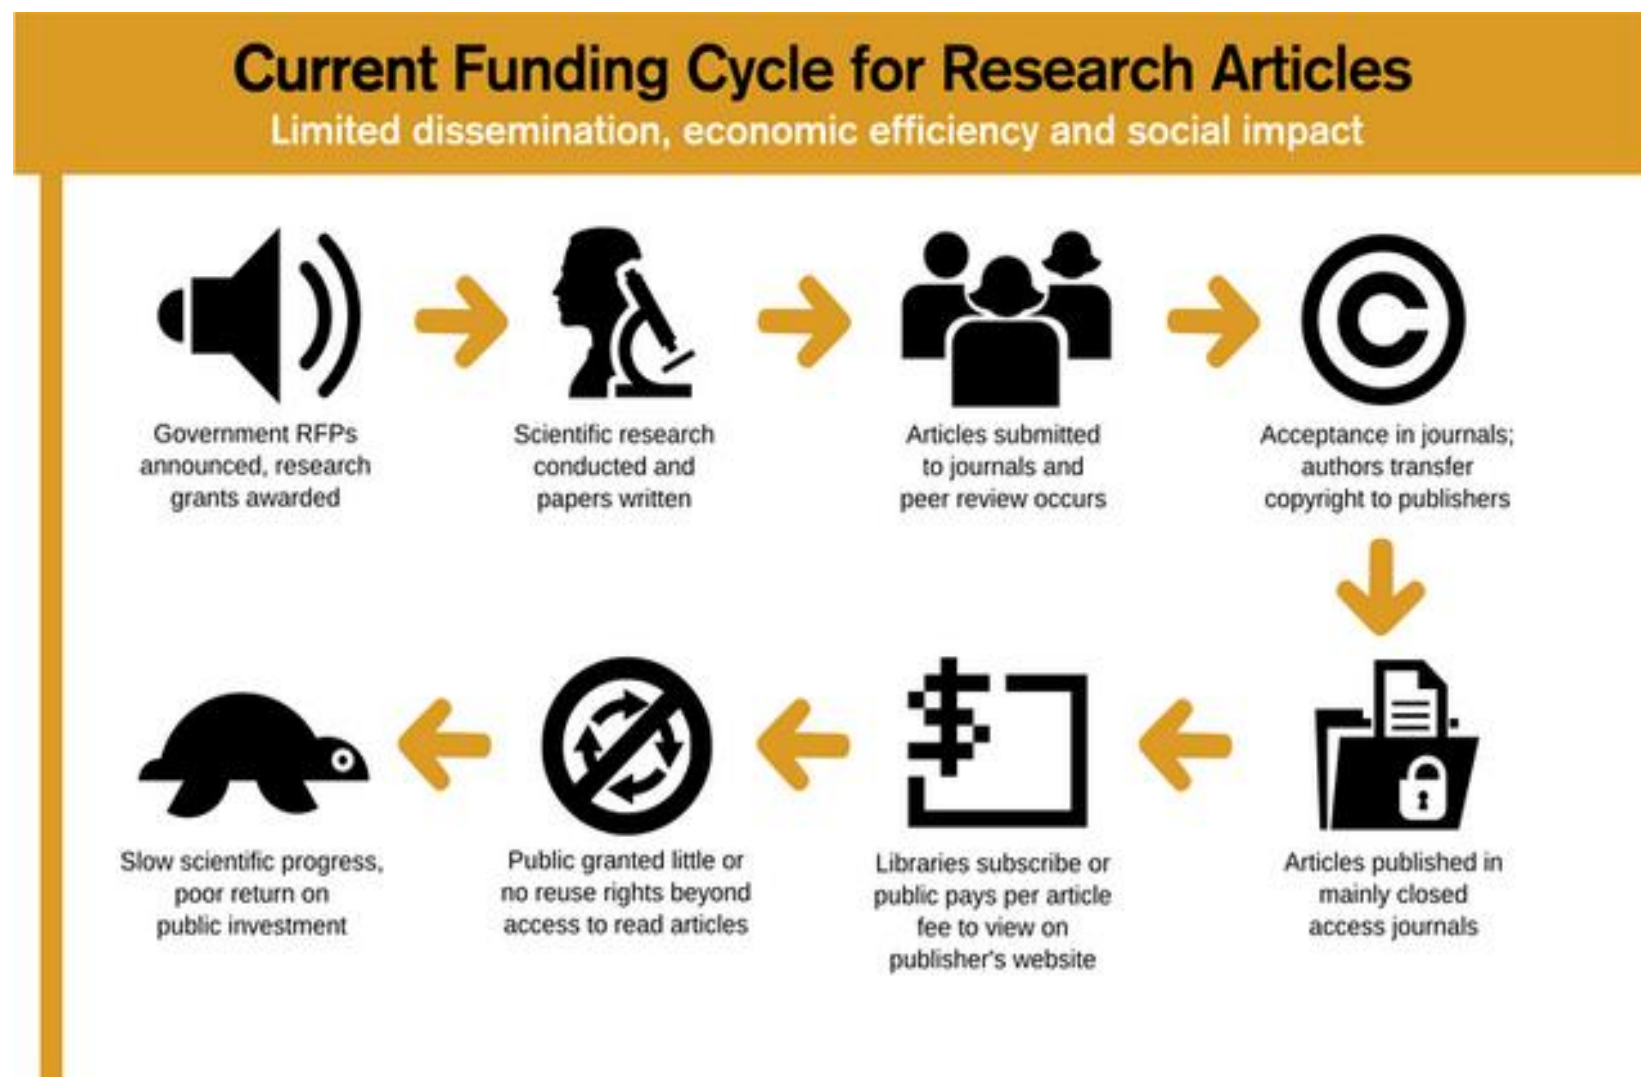 Current Funding Cycle for Research Articles
Limited dissemination, economic efficiency and social impact
Government RFPs
announced, research
grants awarded
Scientific research
conducted and
papers written
Articles submitted
to journals and
peer review occurs
Acceptance in journals;
authors transfer
copyright to publishers
Articles published in
mainly closed
access journals
Libraries subscribe or
public pays per article
fee to view on
publisher's website
Public granted little or
no reuse rights beyond
access to read articles
Slow scientific progress,
poor return on
public investment